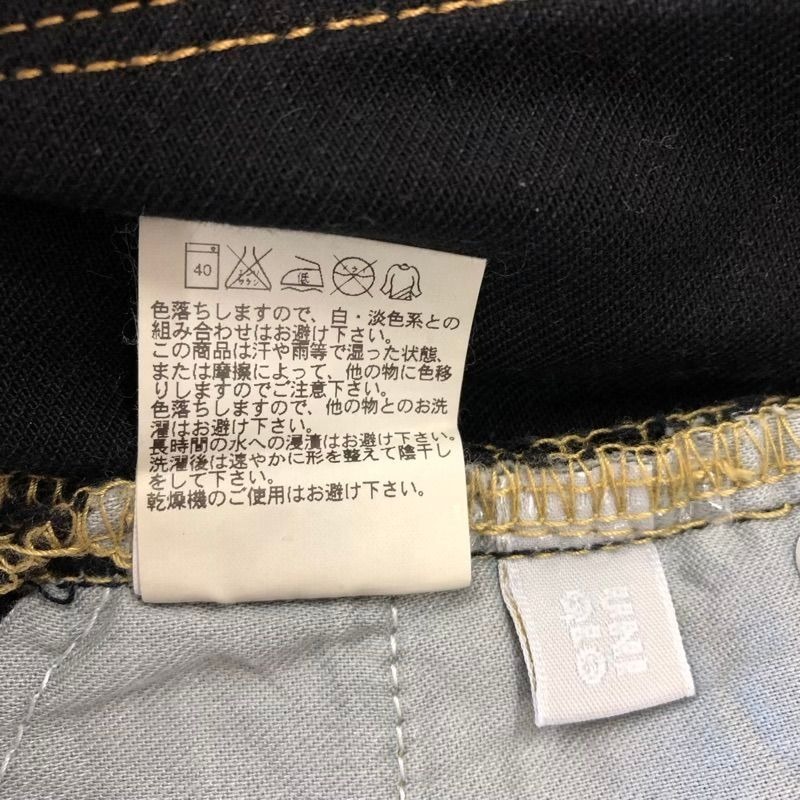 40
エンソ
サラシ
低
色落ちしますので、白・淡色系との
組み合わせはお避け下さい。
この商品は汗や雨等で湿った状態、
または摩擦によって、他の物に色移
りしますのでご注意下さい。
色落ちしますので、他の物とのお洗
濯はお避け下さい。
長時間の水への浸漬はお避け下さい。
洗濯後は速やかに形を整えて陰干し
をして下さい。
乾燥機のご使用はお避け下さい。